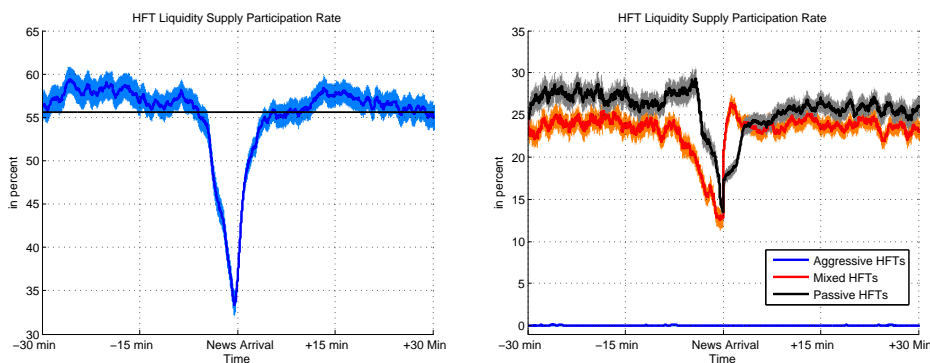 HFT Liquidity Supply Participation Rate
65
60
55
50
45
40
35
30
in percent
−30 min
−15 min
News Arrival
+15 min
+30 Min
Time
HFT Liquidity Supply Participation Rate
35
30
25
20
15
10
5
0
in percent
Aggressive HFTs
Mixed HFTs
Passive HFTs
−30 min
−15 min
News Arrival
+15 min
+30 Min
Time